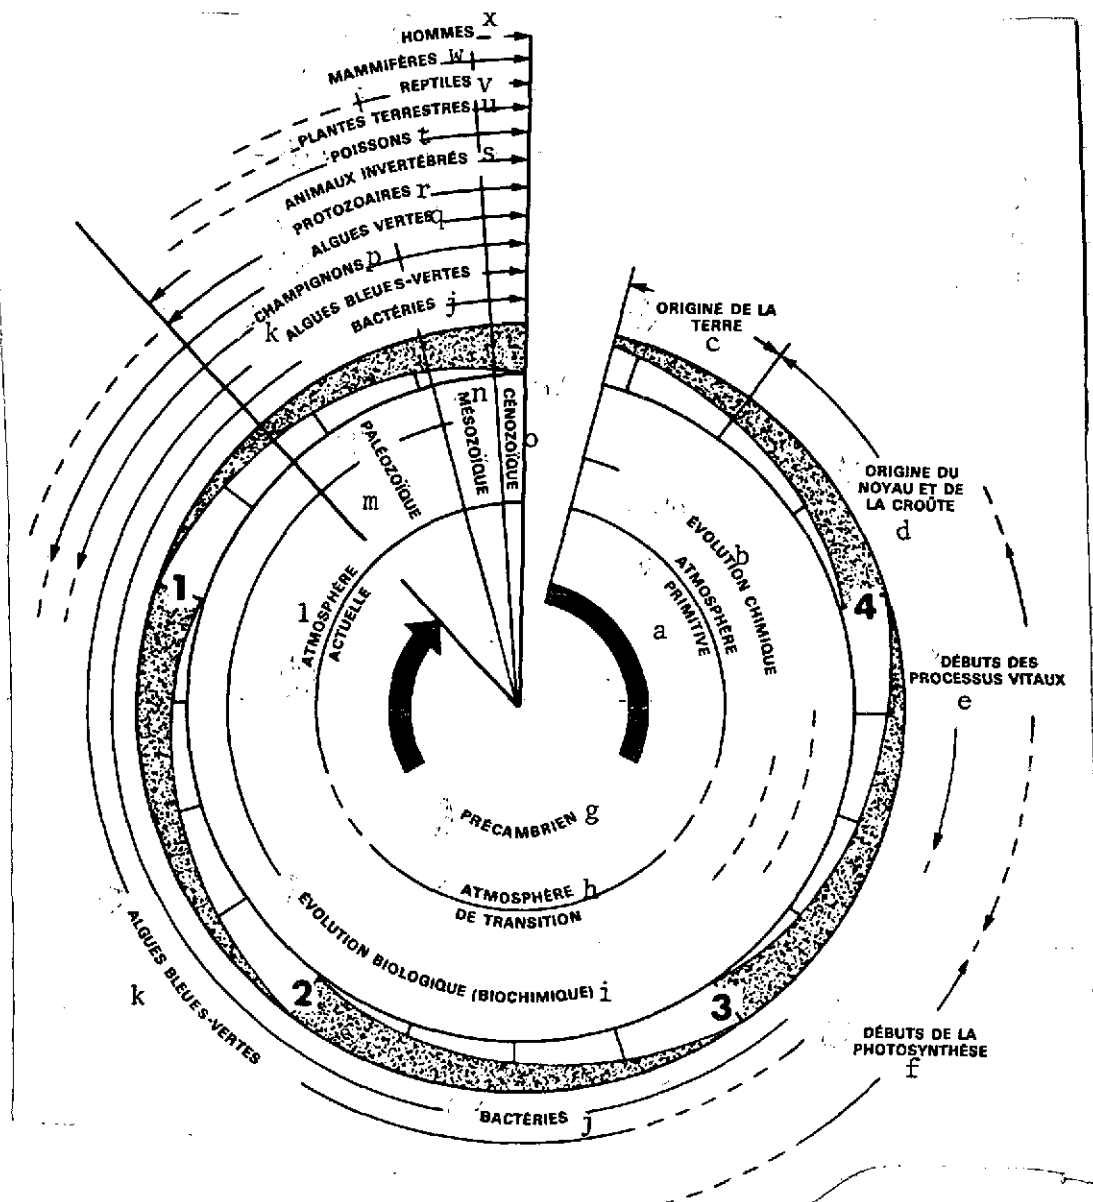 HOMMES x
MAMMIFÈRES w
REPTILES v
PLANTES TERRESTRES u
POISSONS t
ANIMAUX INVERTÉBRÉS s
PROTOZOAIRES r
ALGUES VERTES q
CHAMPIGNONS p
k ALGUES BLEUES-VERTES
BACTÉRIES j
ORIGINE DE LA
TERRE
c
n
MÉSOZOÏQUE
CÉNOZOÏQUE
o
PALÉOZOÏQUE
m
ORIGINE DU
NOYAU ET DE
LA CROÛTE
d
ÉVOLUTION CHIMIQUE
b
ATMOSPHÈRE
PRIMITIVE
a
1
4
l
ATMOSPHÈRE
ACTUELLE
DÉBUTS DES
PROCESSUS VITAUX
e
PRÉCAMBRIEN g
ATMOSPHÈRE h
DE TRANSITION
ÉVOLUTION BIOLOGIQUE (BIOCHIMIQUE) i
2
3
ALGUES BLEUES-VERTES
k
DÉBUTS DE LA
PHOTOSYNTHÈSE
f
BACTÉRIES j